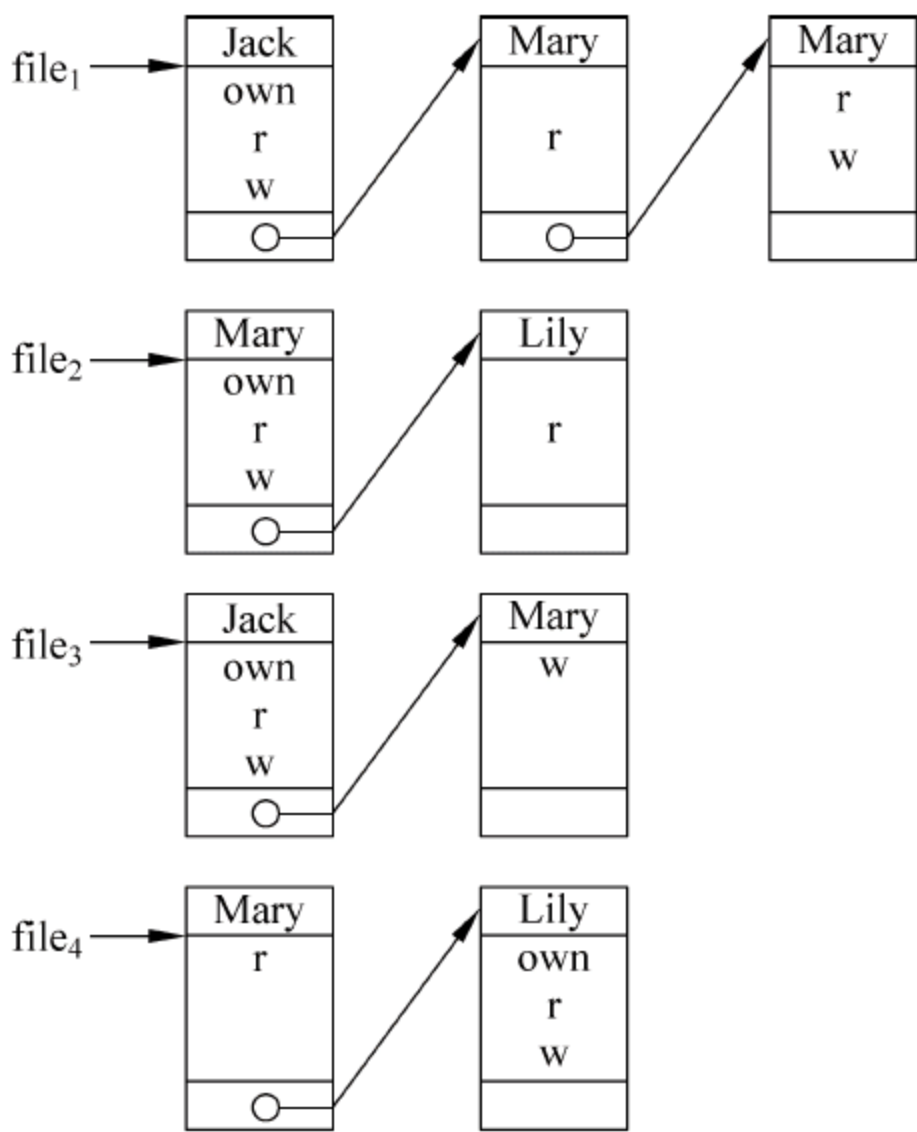 Jack Mary Mary
file₁
own r r
r w
w
Mary Lily
file₂
own
r r
w
Jack Mary
file₃
own w
r
w
Mary Lily
file₄
r own
r
w